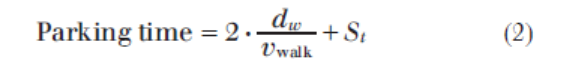 Parking time = 2 · d_w / v_walk + S_t (2)